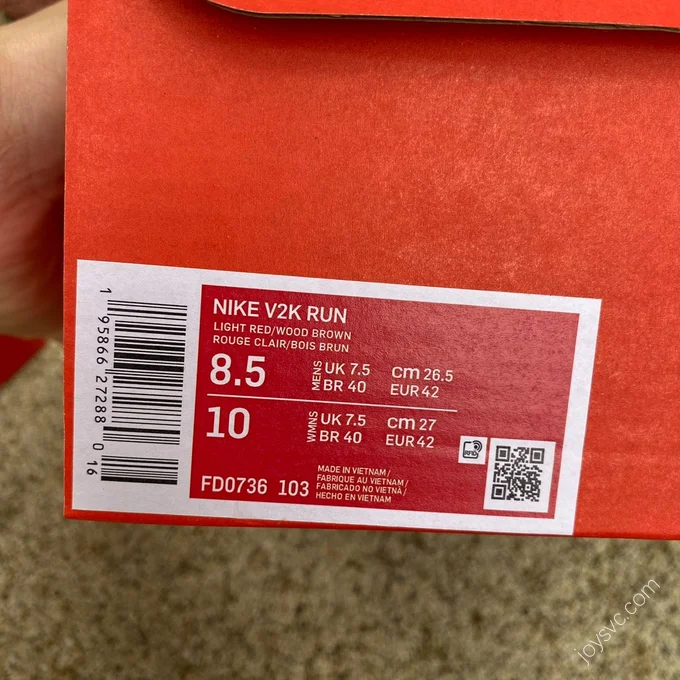 NIKE V2K RUN
LIGHT RED/WOOD BROWN
ROUGE CLAIR/BOIS BRUN
8.5 MENS UK 7.5 cm 26.5
BR 40 EUR 42
10 WMNS UK 7.5 cm 27
BR 40 EUR 42
FD0736 103
MADE IN VIETNAM /
FABRIQUE AU VIETNAM /
FABRICADO NO VIETNÃ /
HECHO EN VIETNAM
RFID
1 95866 27288 0 16
joysvc.com